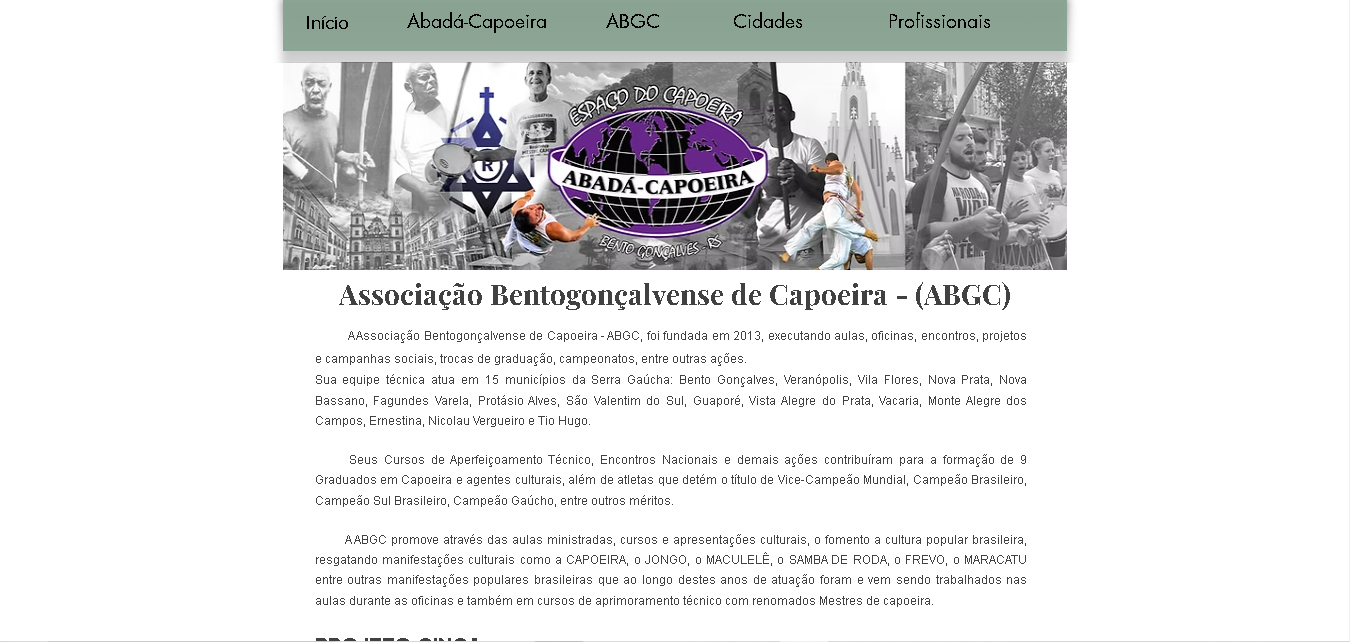 Início Abadá-Capoeira ABGC Cidades Profissionais
ESPAÇO DO CAPOEIRA
R
ABADÁ-CAPOEIRA
BENTO GONÇALVES - RS
Associação Bentogonçalvense de Capoeira - (ABGC)
A Associação Bentogonçalvense de Capoeira - ABGC, foi fundada em 2013, executando aulas, oficinas, encontros, projetos
e campanhas sociais, trocas de graduação, campeonatos, entre outras ações.
Sua equipe técnica atua em 15 municípios da Serra Gaúcha: Bento Gonçalves, Veranópolis, Vila Flores, Nova Prata, Nova
Bassano, Fagundes Varela, Protásio Alves, São Valentim do Sul, Guaporé, Vista Alegre do Prata, Vacaria, Monte Alegre dos
Campos, Ernestina, Nicolau Vergueiro e Tio Hugo.
Seus Cursos de Aperfeiçoamento Técnico, Encontros Nacionais e demais ações contribuíram para a formação de 9
Graduados em Capoeira e agentes culturais, além de atletas que detém o título de Vice-Campeão Mundial, Campeão Brasileiro,
Campeão Sul Brasileiro, Campeão Gaúcho, entre outros méritos.
A ABGC promove através das aulas ministradas, cursos e apresentações culturais, o fomento a cultura popular brasileira,
resgatando manifestações culturais como a CAPOEIRA, o JONGO, o MACULELÊ, o SAMBA DE RODA, o FREVO, o MARACATU
entre outras manifestações populares brasileiras que ao longo destes anos de atuação foram e vem sendo trabalhados nas
aulas durante as oficinas e também em cursos de aprimoramento técnico com renomados Mestres de capoeira.